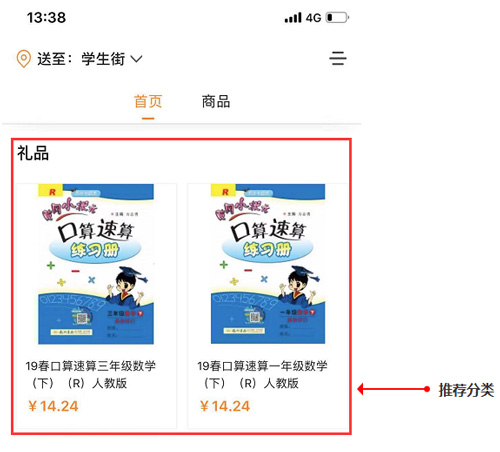 13:38
4G
送至：学生街
首页
商品
礼品
R
黄冈小状元
口算速算
练习册
三年级数学 下
R
黄冈小状元
口算速算
练习册
一年级数学 下
19春口算速算三年级数学
（下）（R）人教版
￥14.24
19春口算速算一年级数学
（下）（R）人教版
￥14.24
推荐分类